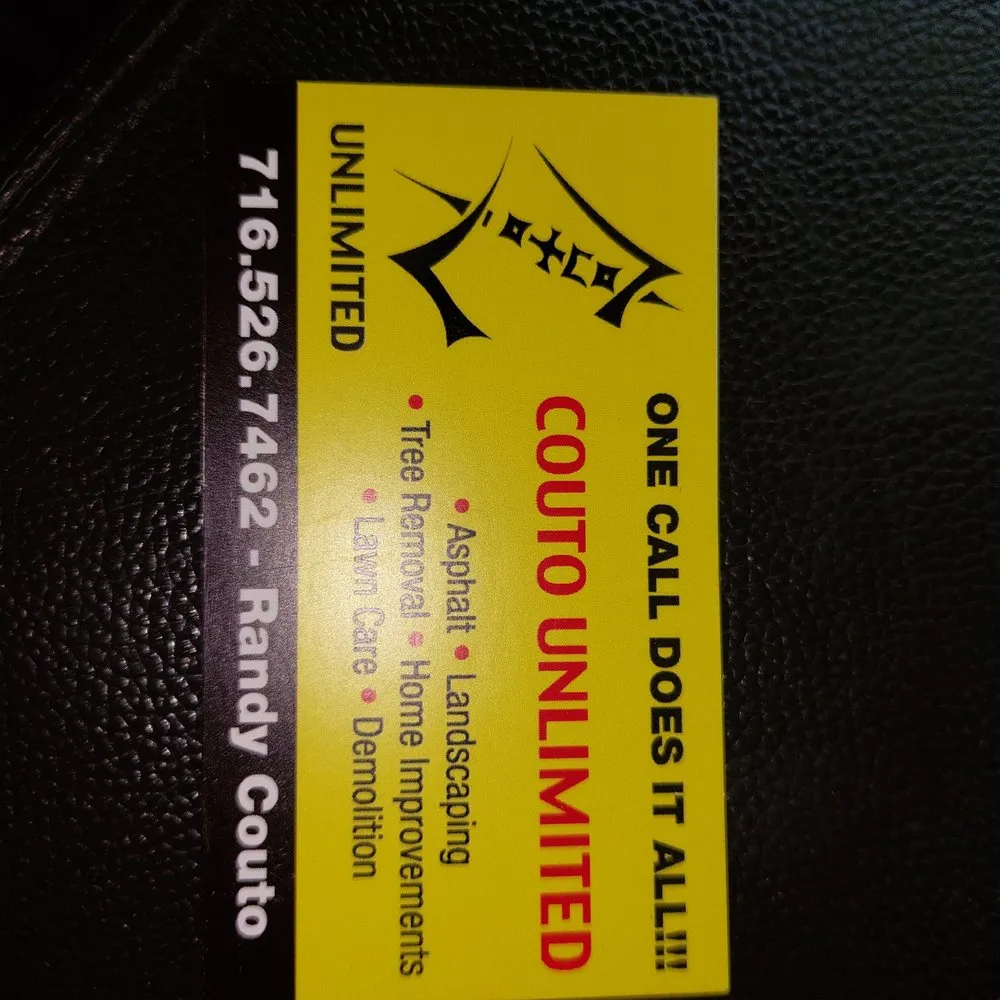 ONE CALL DOES IT ALL!!!
COUTO UNLIMITED
• Asphalt • Landscaping
• Tree Removal • Home Improvements
• Lawn Care • Demolition
UNLIMITED
716.526.7462 - Randy Couto